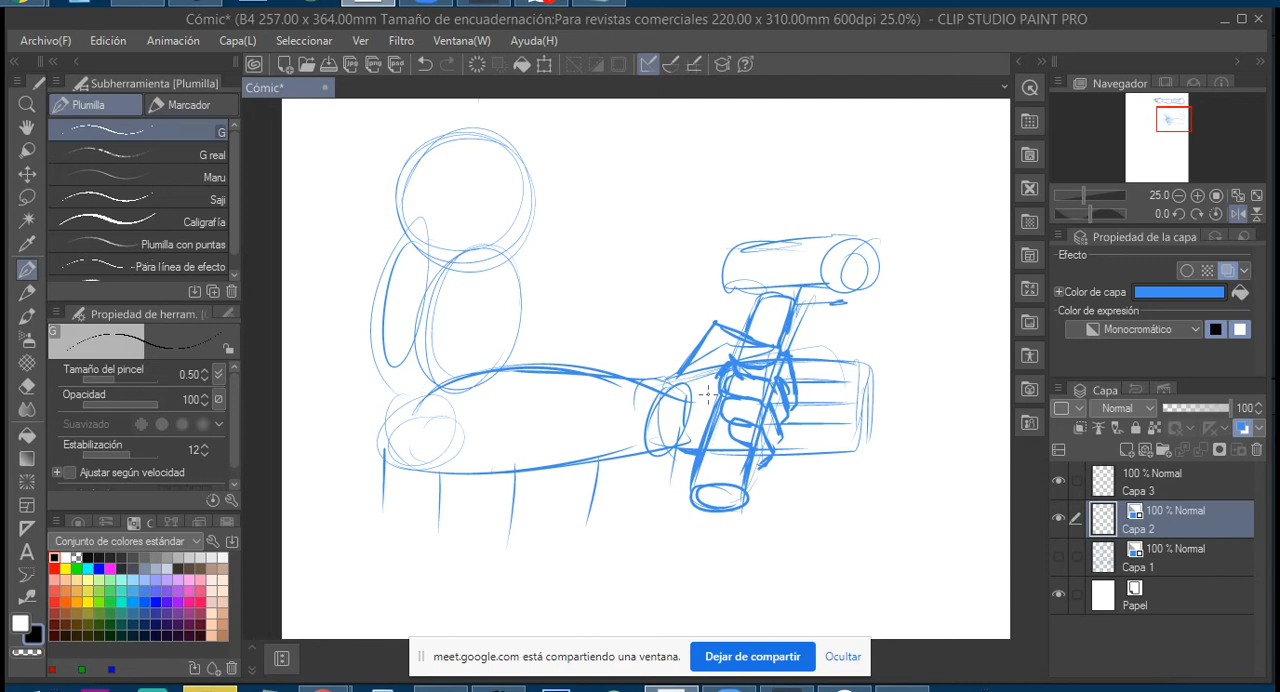 Cómic* (B4 257.00 x 364.00mm Tamaño de encuadernación:Para revistas comerciales 220.00 x 310.00mm 600dpi 25.0%) - CLIP STUDIO PAINT PRO
Archivo(F) Edición Animación Capa(L) Seleccionar Ver Filtro Ventana(W) Ayuda(H)
Subherramienta [Plumilla]
Cómic*
Navegador
Plumilla Marcador
G
G real
Maru
Saji
Caligrafía
Plumilla con puntas
Para línea de efecto
25.0
0.0
Propiedad de la capa
Efecto
Color de capa
Color de expresión
Monocromático
Propiedad de herram.
G
Tamaño del pincel 0.50
Opacidad 100
Suavizado
Estabilización 12
Ajustar según velocidad
Capa
Normal 100
100 % Normal
Capa 3
100 % Normal
Capa 2
100 % Normal
Capa 1
Papel
C
Conjunto de colores estándar
A
meet.google.com está compartiendo una ventana. Dejar de compartir Ocultar